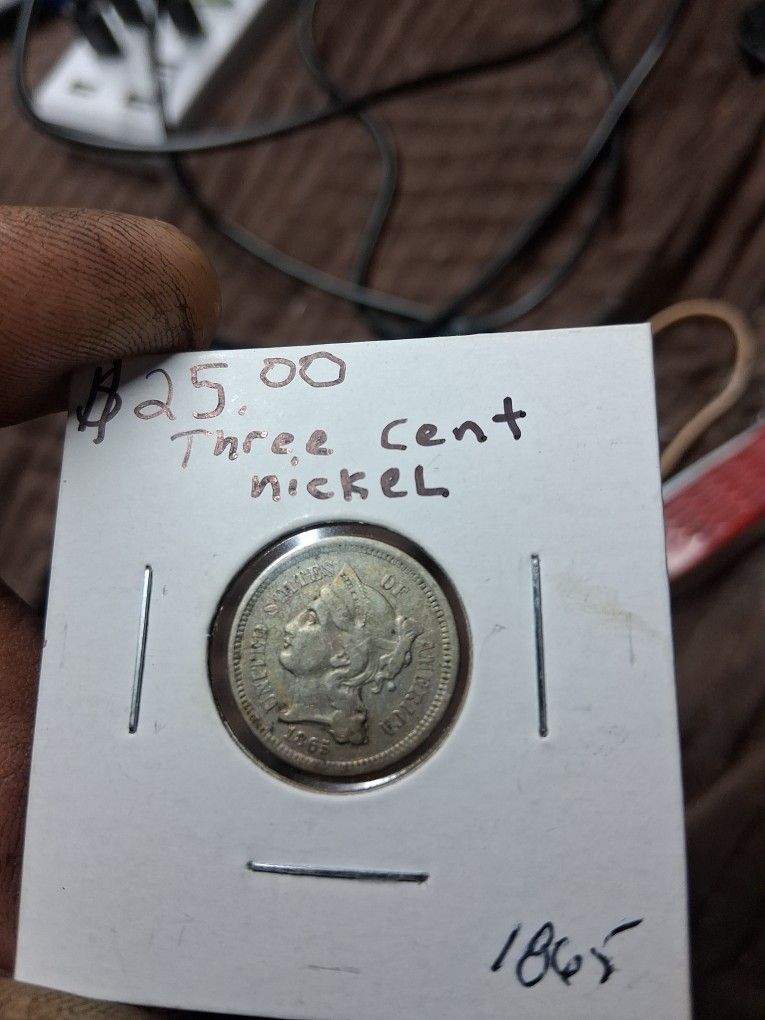 $25.00
Three cent
nickel
UNITED STATES OF AMERICA
1865
1865